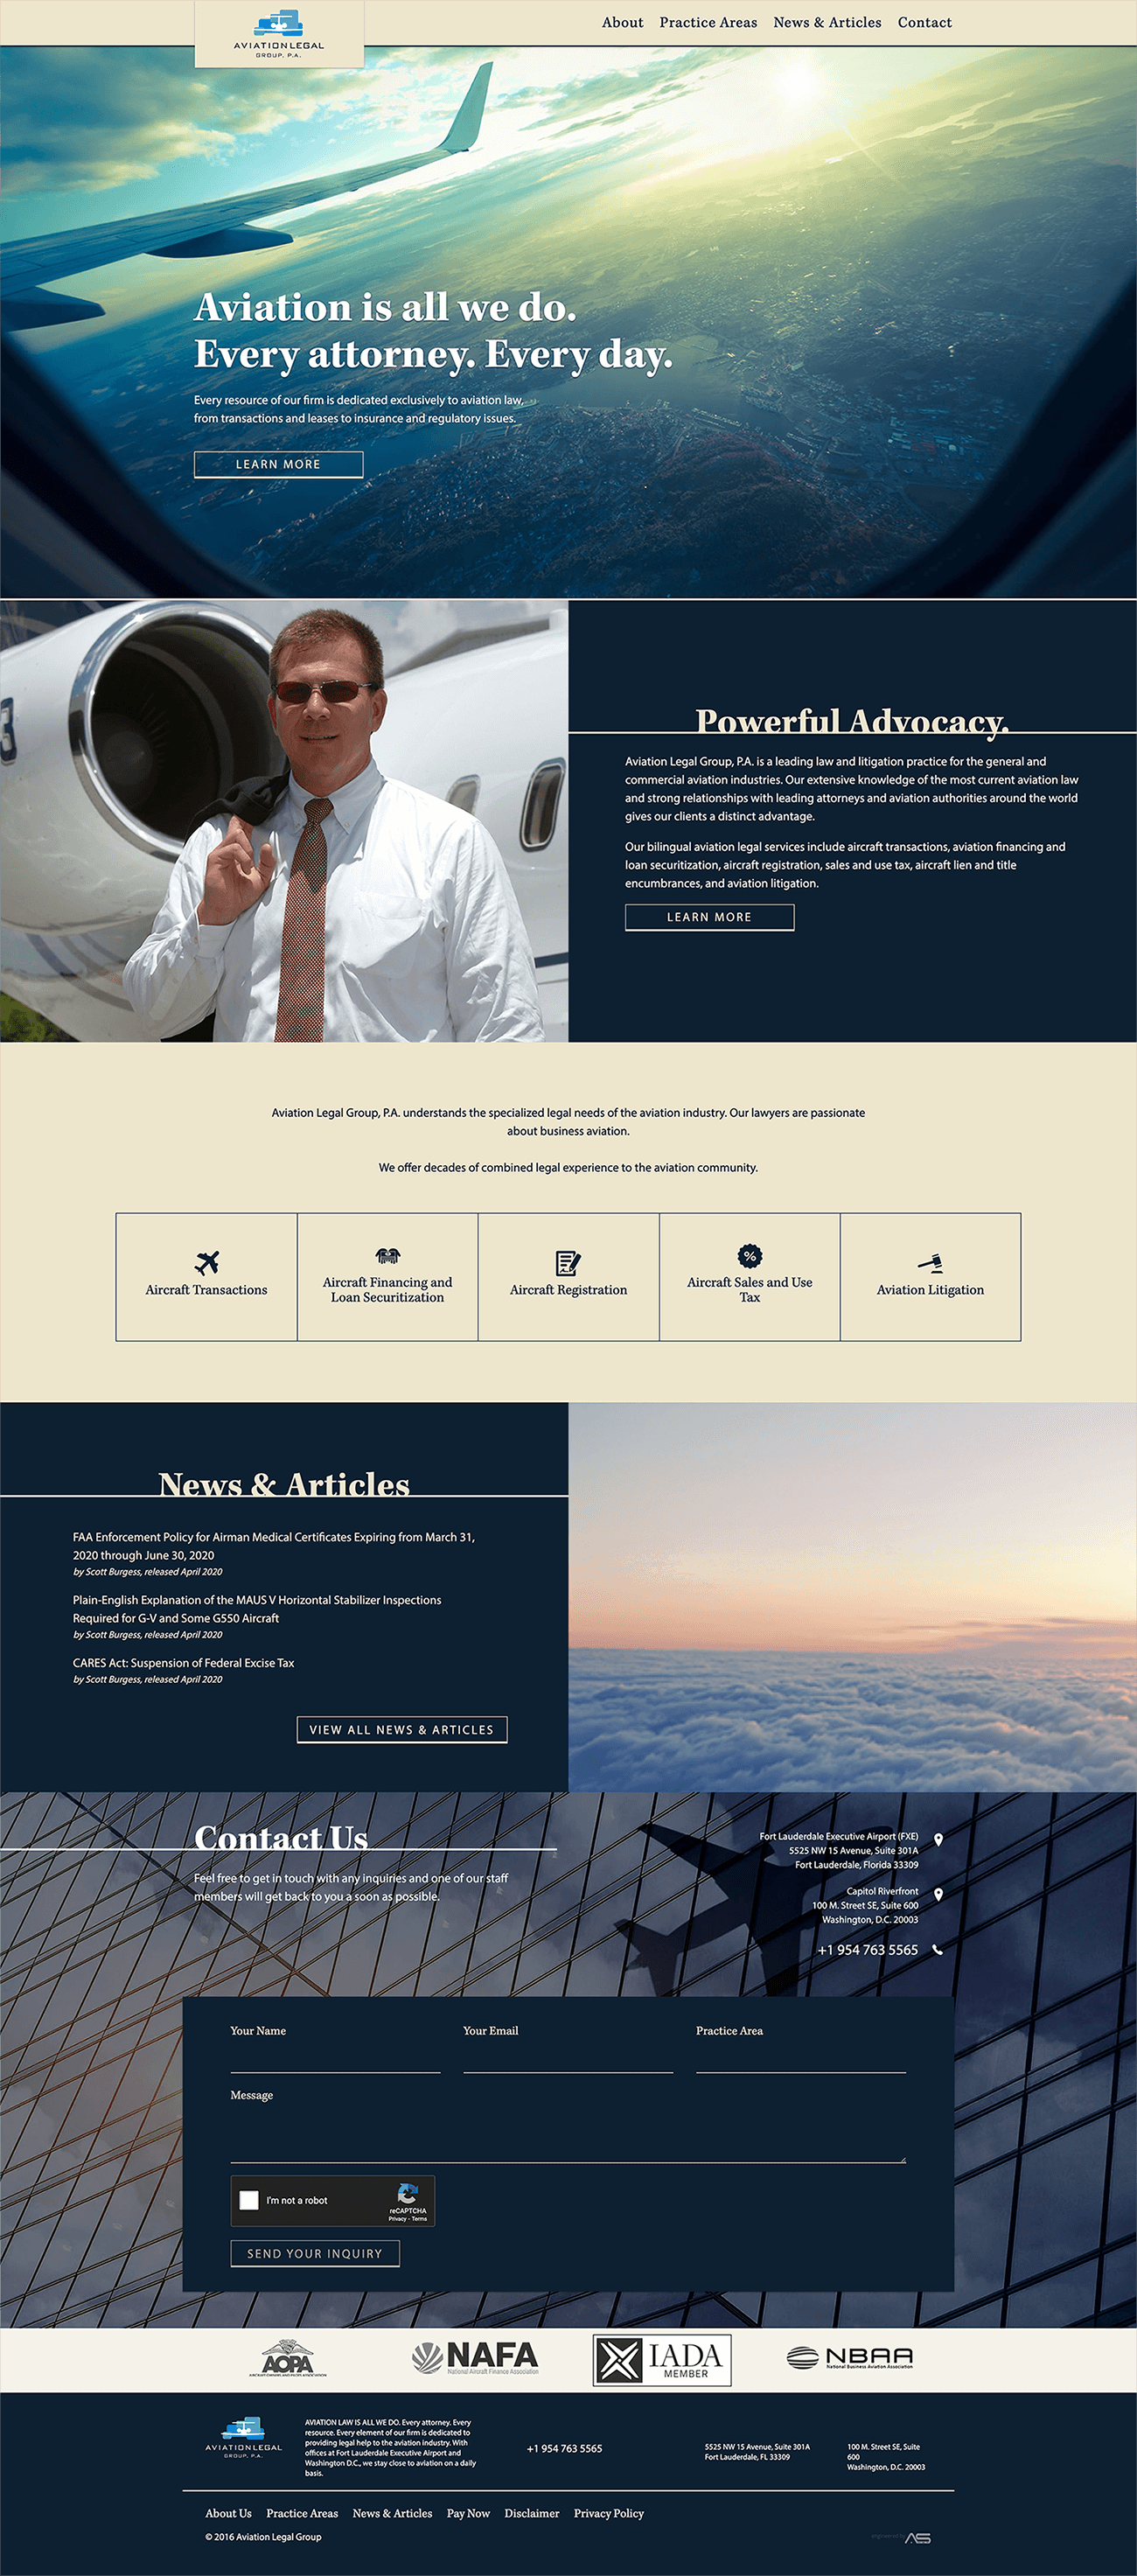 AVIATION LEGAL
GROUP, P.A.
About Practice Areas News & Articles Contact
Aviation is all we do.
Every attorney. Every day.
Every resource of our firm is dedicated exclusively to aviation law,
from transactions and leases to insurance and regulatory issues.
LEARN MORE
3
Powerful Advocacy.
Aviation Legal Group, P.A. is a leading law and litigation practice for the general and
commercial aviation industries. Our extensive knowledge of the most current aviation law
and strong relationships with leading attorneys and aviation authorities around the world
gives our clients a distinct advantage.
Our bilingual aviation legal services include aircraft transactions, aviation financing and
loan securitization, aircraft registration, sales and use tax, aircraft lien and title
encumbrances, and aviation litigation.
LEARN MORE
Aviation Legal Group, P.A. understands the specialized legal needs of the aviation industry. Our lawyers are passionate
about business aviation.
We offer decades of combined legal experience to the aviation community.
Aircraft Transactions
Aircraft Financing and
Loan Securitization
Aircraft Registration
%
Aircraft Sales and Use
Tax
Aviation Litigation
News & Articles
FAA Enforcement Policy for Airman Medical Certificates Expiring from March 31,
2020 through June 30, 2020
by Scott Burgess, released April 2020
Plain-English Explanation of the MAUS V Horizontal Stabilizer Inspections
Required for G-V and Some G550 Aircraft
by Scott Burgess, released April 2020
CARES Act: Suspension of Federal Excise Tax
by Scott Burgess, released April 2020
VIEW ALL NEWS & ARTICLES
Contact Us
Feel free to get in touch with any inquiries and one of our staff
members will get back to you a soon as possible.
Fort Lauderdale Executive Airport (FXE)
5525 NW 15 Avenue, Suite 301A
Fort Lauderdale, Florida 33309
Capitol Riverfront
100 M. Street SE, Suite 600
Washington, D.C. 20003
+1 954 763 5565
Your Name
Your Email
Practice Area
Message
I'm not a robot
reCAPTCHA
Privacy - Terms
SEND YOUR INQUIRY
AOPA
AIRCRAFT OWNERS AND PILOTS ASSOCIATION
NAFA
National Aircraft Finance Association
IADA
MEMBER
NBAA
National Business Aviation Association
AVIATION LEGAL
GROUP, P.A.
AVIATION LAW IS ALL WE DO. Every attorney. Every
resource. Every element of our firm is dedicated to
providing legal help to the aviation industry. With
offices at Fort Lauderdale Executive Airport and
Washington D.C., we stay close to aviation on a daily
basis.
+1 954 763 5565
5525 NW 15 Avenue, Suite 301A
Fort Lauderdale, FL 33309
100 M. Street SE, Suite
600
Washington, D.C. 20003
About Us Practice Areas News & Articles Pay Now Disclaimer Privacy Policy
© 2016 Aviation Legal Group
engineered by AS